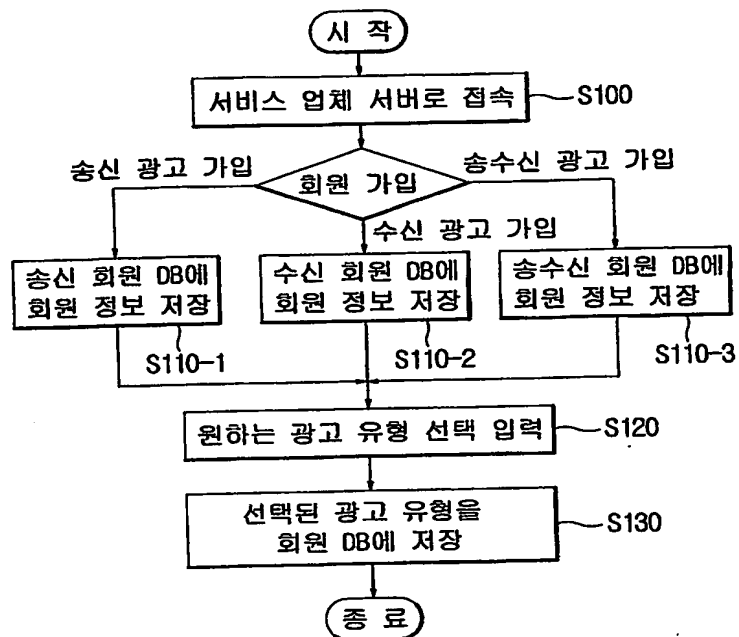 시 작
서비스 업체 서버로 접속
S100
송신 광고 가입
회원 가입
송수신 광고 가입
수신 광고 가입
송신 회원 DB에
회원 정보 저장
S110-1
수신 회원 DB에
회원 정보 저장
S110-2
송수신 회원 DB에
회원 정보 저장
S110-3
원하는 광고 유형 선택 입력
S120
선택된 광고 유형을
회원 DB에 저장
S130
종 료